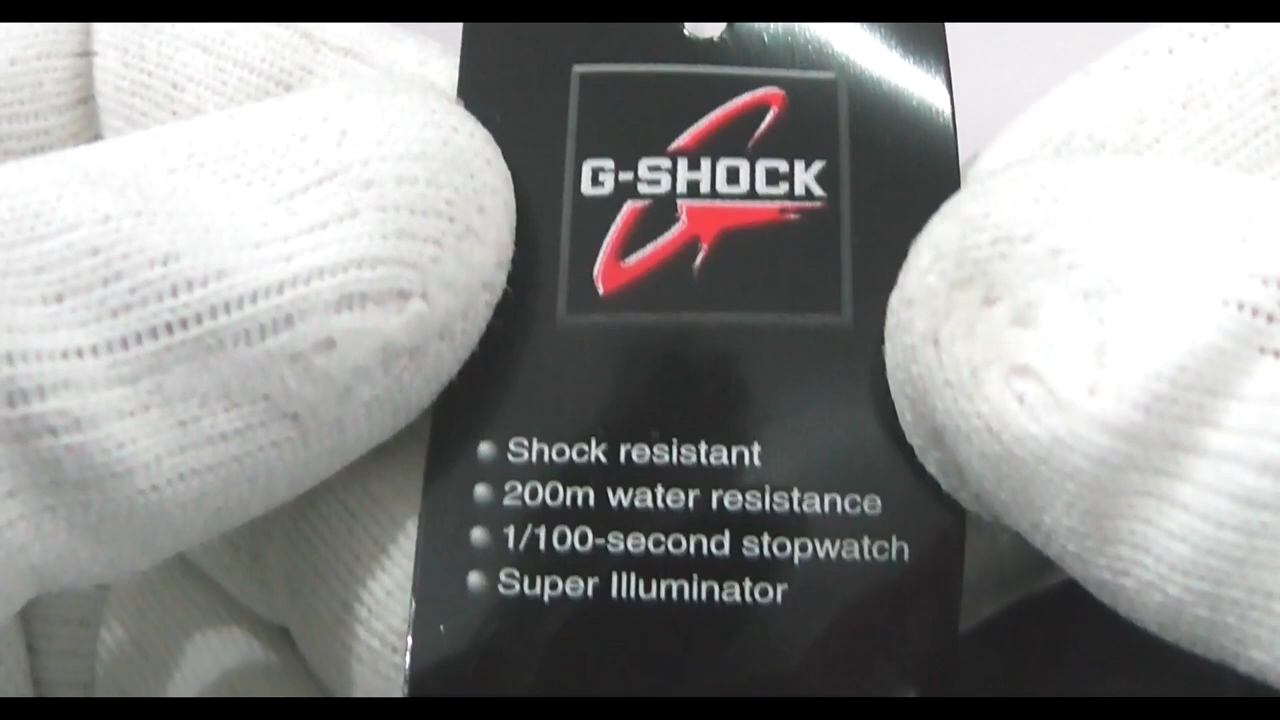 G-SHOCK
Shock resistant
200m water resistance
1/100-second stopwatch
Super Illuminator